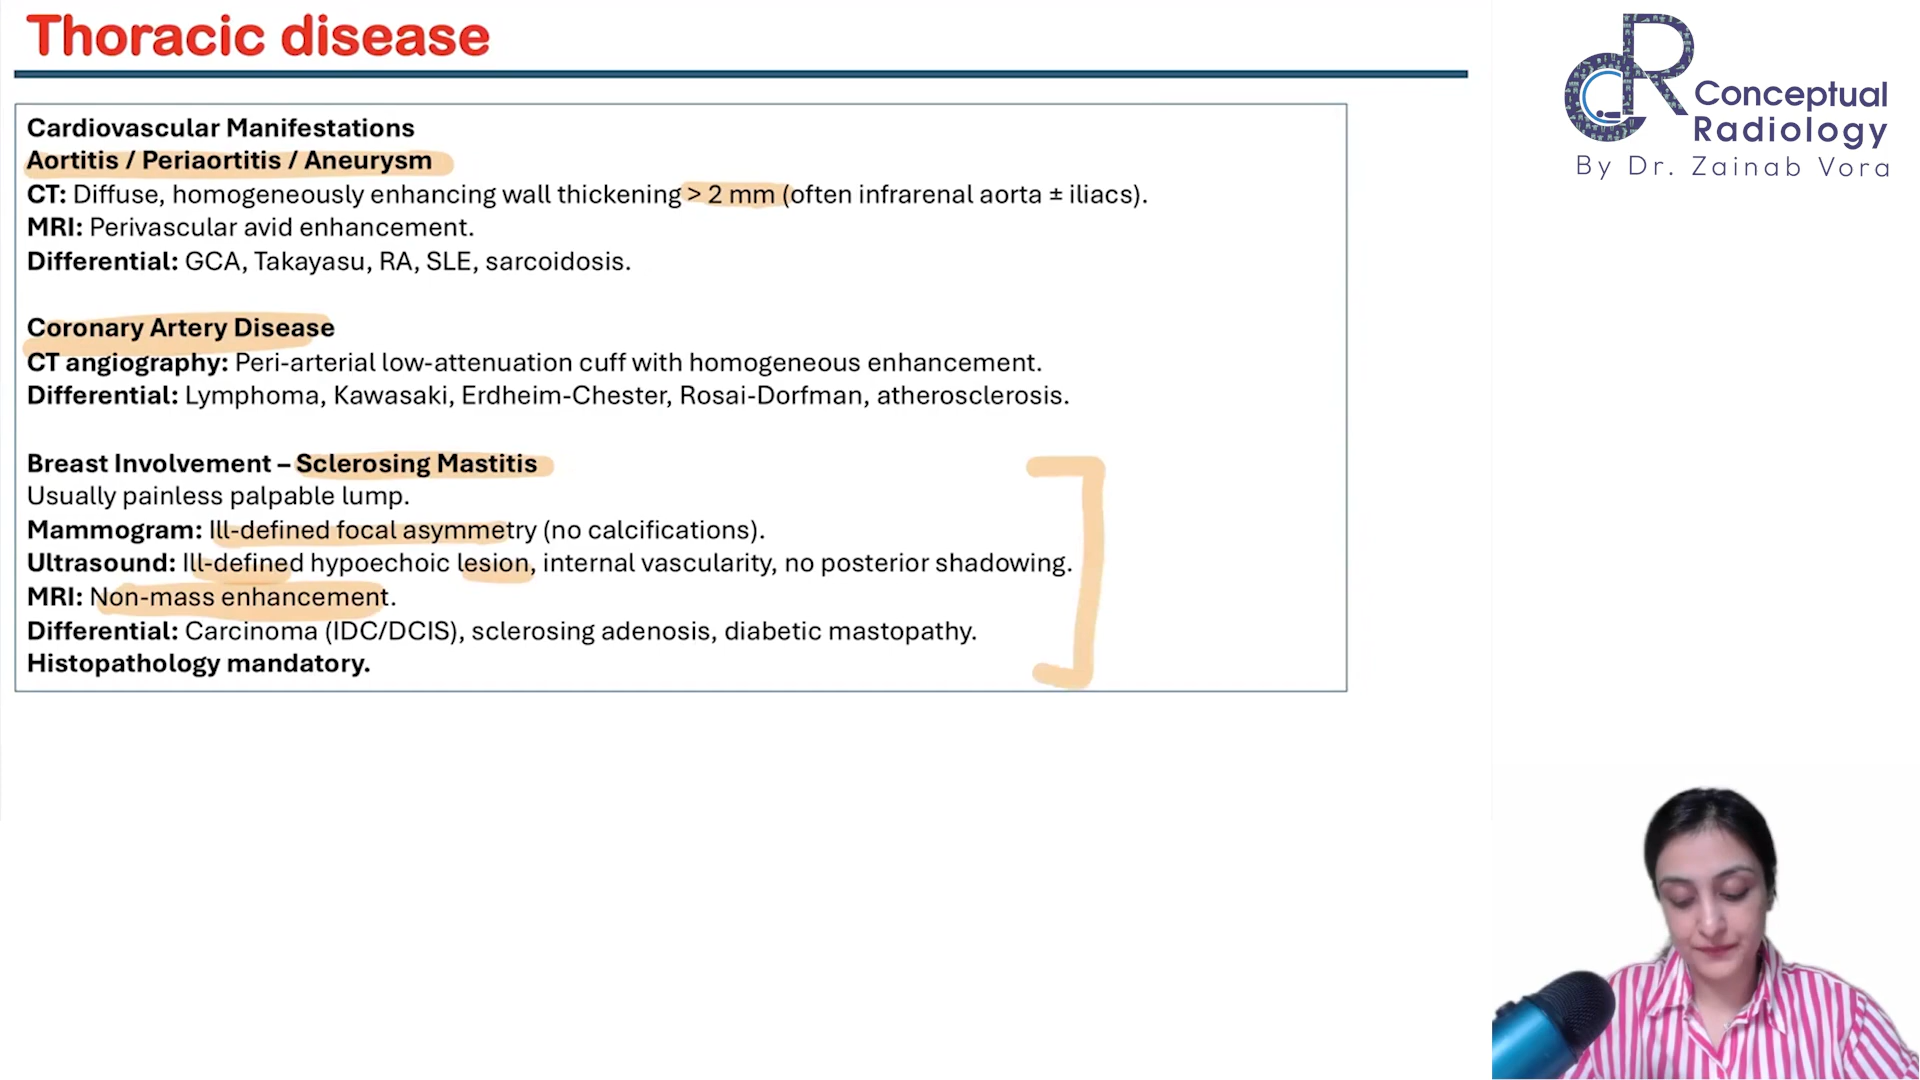 Thoracic disease
Cardiovascular Manifestations
Aortitis / Periaortitis / Aneurysm
CT: Diffuse, homogeneously enhancing wall thickening > 2 mm (often infrarenal aorta ± iliacs).
MRI: Perivascular avid enhancement.
Differential: GCA, Takayasu, RA, SLE, sarcoidosis.
Coronary Artery Disease
CT angiography: Peri-arterial low-attenuation cuff with homogeneous enhancement.
Differential: Lymphoma, Kawasaki, Erdheim-Chester, Rosai-Dorfman, atherosclerosis.
Breast Involvement – Sclerosing Mastitis
Usually painless palpable lump.
Mammogram: Ill-defined focal asymmetry (no calcifications).
Ultrasound: Ill-defined hypoechoic lesion, internal vascularity, no posterior shadowing.
MRI: Non-mass enhancement.
Differential: Carcinoma (IDC/DCIS), sclerosing adenosis, diabetic mastopathy.
Histopathology mandatory.
CR
Conceptual
Radiology
By Dr. Zainab Vora